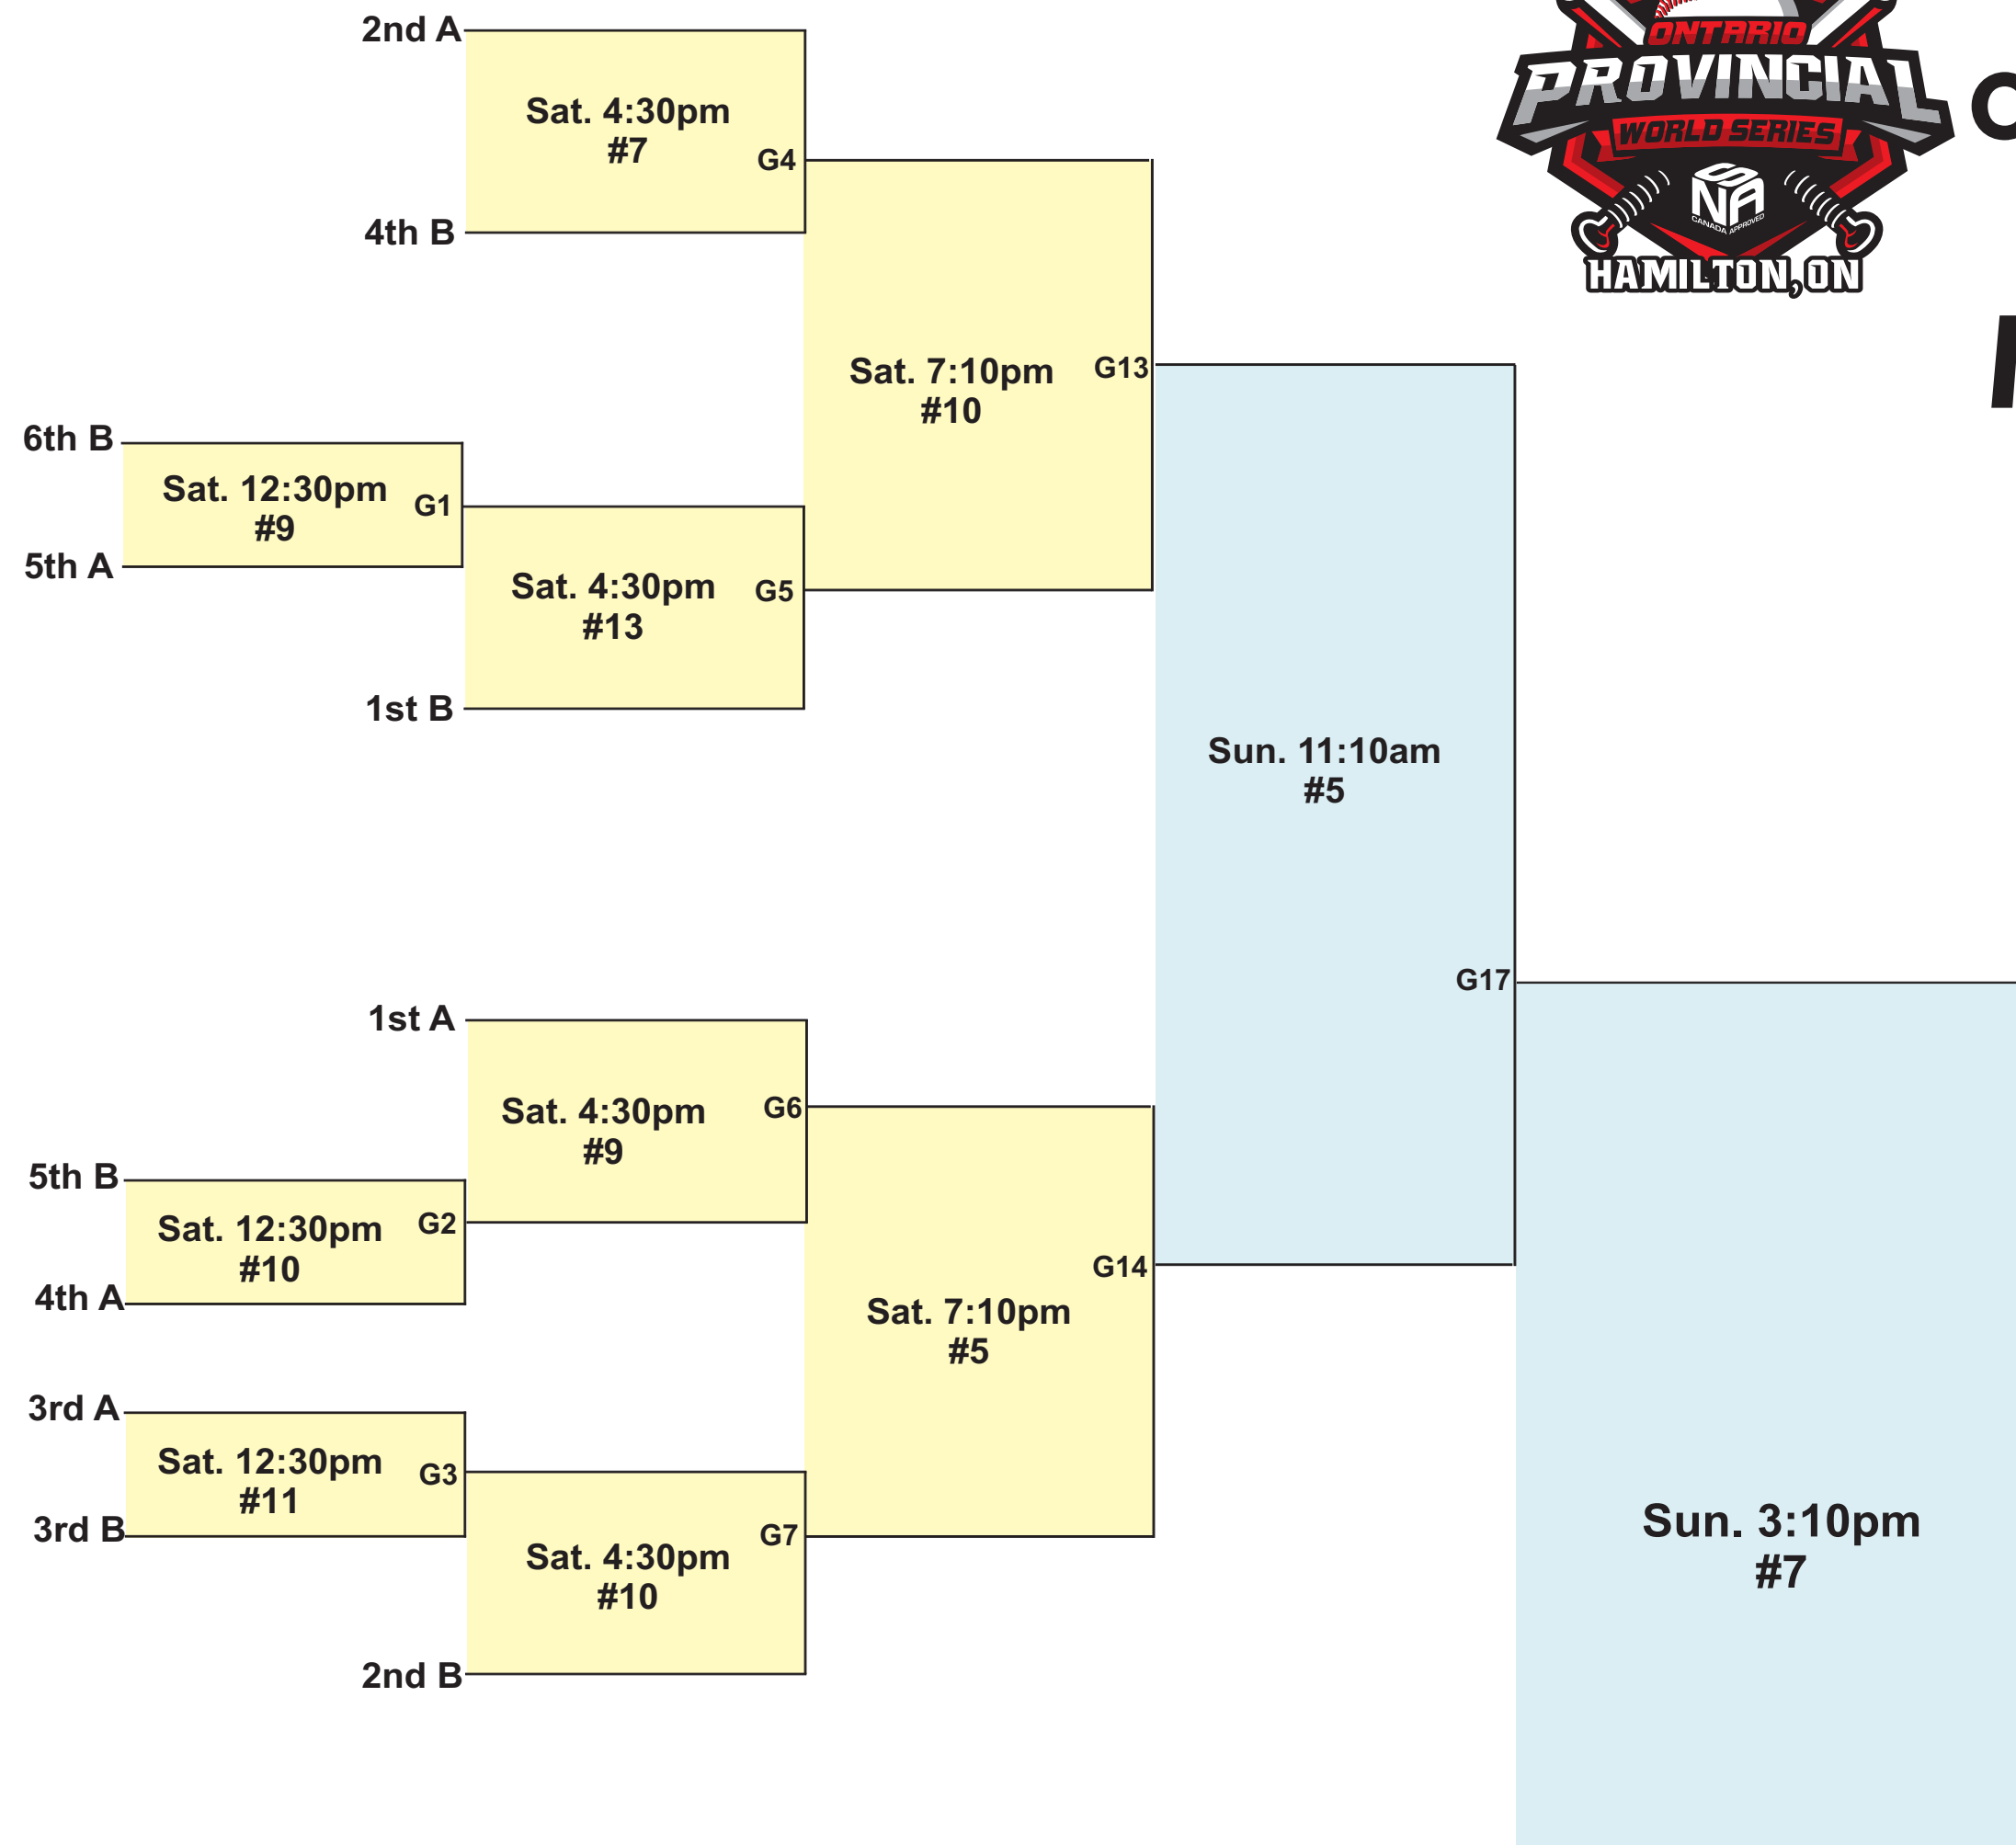 2nd A
Sat. 4:30pm
#7
G4
4th B
ONTARIO
PROVINCIAL
WORLD SERIES
NSA
CANADA APPROVED
HAMILTON, ON
Sat. 7:10pm
#10
G13
6th B
Sat. 12:30pm
#9
G1
5th A
Sat. 4:30pm
#13
G5
1st B
Sun. 11:10am
#5
G17
1st A
Sat. 4:30pm
#9
G6
5th B
Sat. 12:30pm
#10
G2
4th A
Sat. 7:10pm
#5
G14
3rd A
Sat. 12:30pm
#11
G3
3rd B
Sat. 4:30pm
#10
G7
2nd B
Sun. 3:10pm
#7